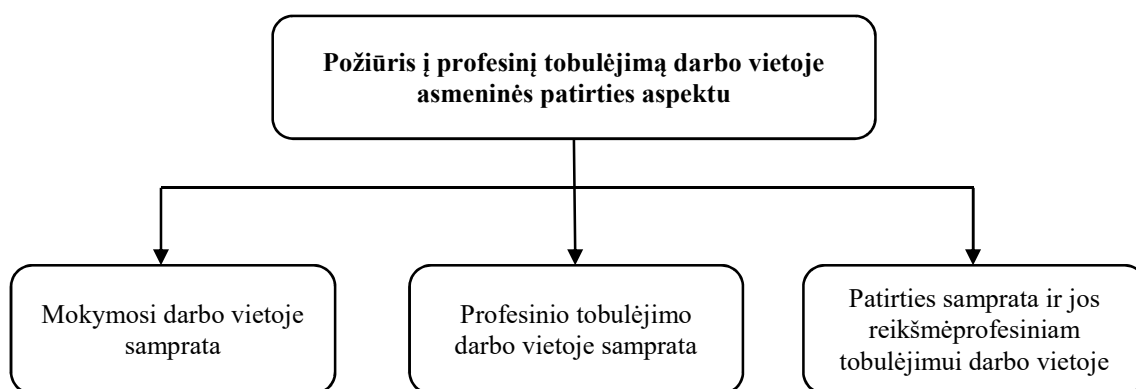 Požiūris į profesinį tobulėjimą darbo vietoje
asmeninės patirties aspektu
Mokymosi darbo vietoje
samprata
Profesinio tobulėjimo
darbo vietoje samprata
Patirties samprata ir jos
reikšmėprofesiniam
tobulėjimui darbo vietoje